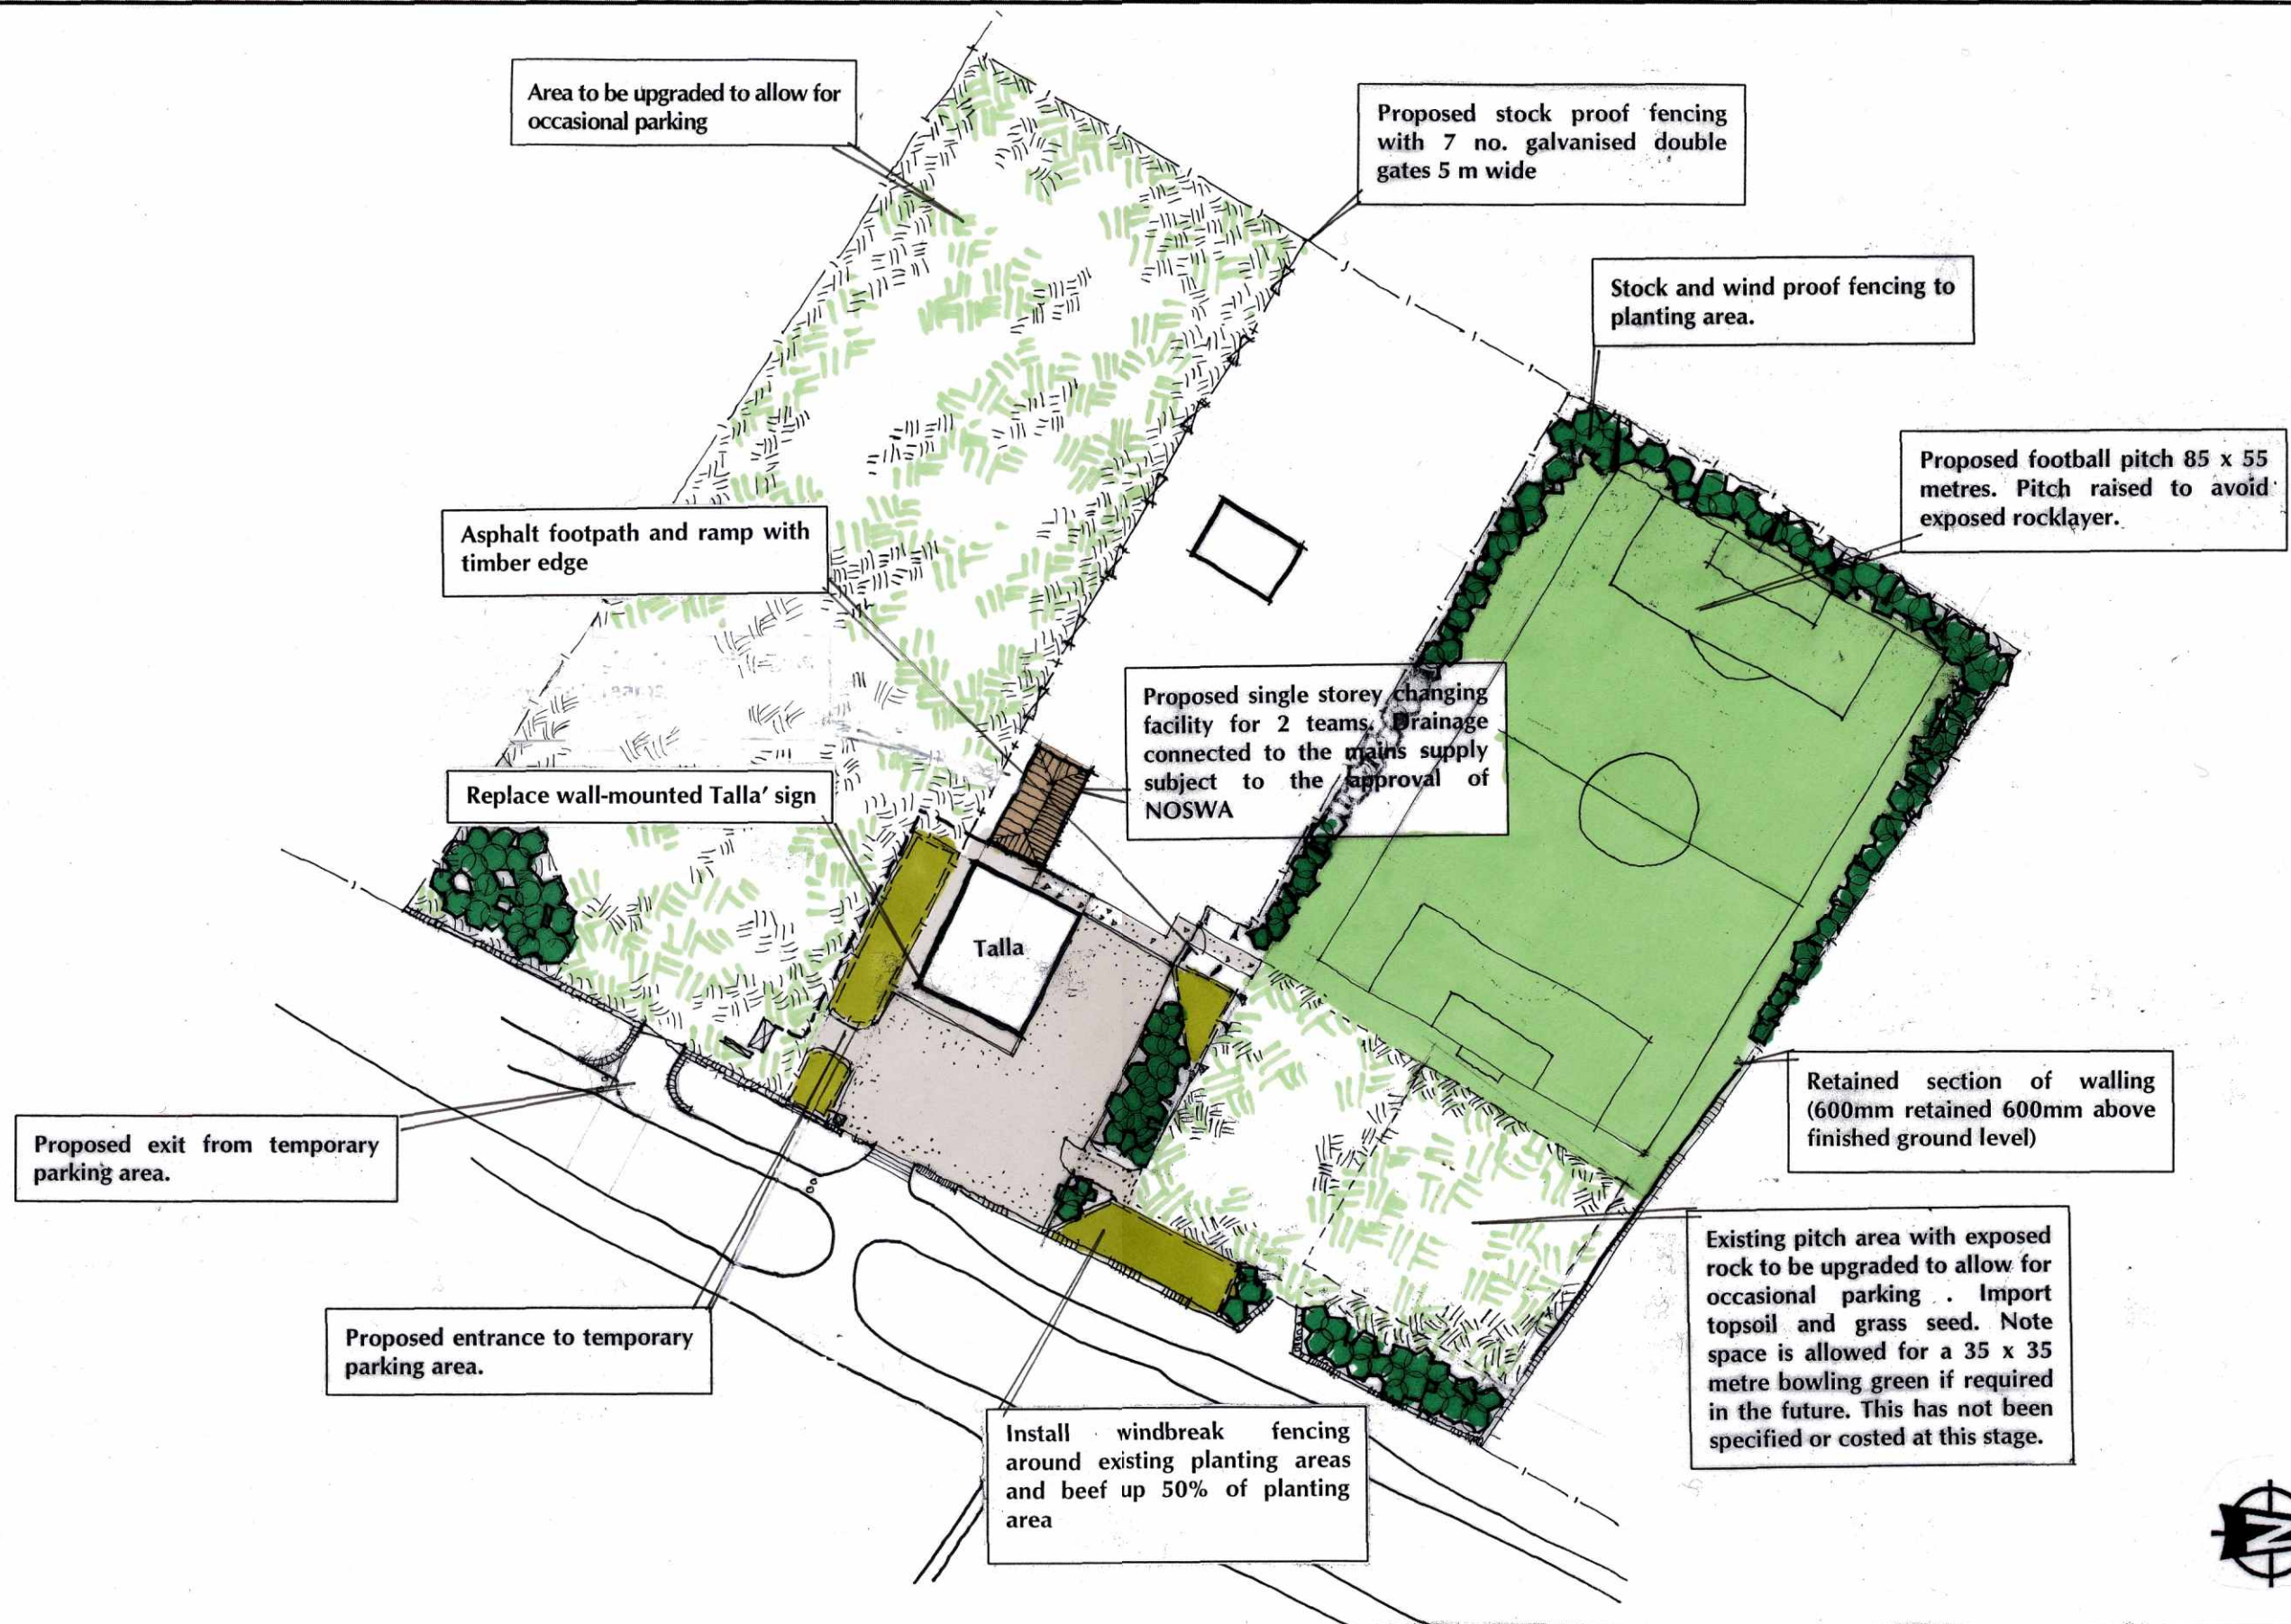 Area to be upgraded to allow for
occasional parking
Proposed stock proof fencing
with 7 no. galvanised double
gates 5 m wide
Stock and wind proof fencing to
planting area.
Proposed football pitch 85 x 55
metres. Pitch raised to avoid
exposed rocklayer.
Asphalt footpath and ramp with
timber edge
Proposed single storey changing
facility for 2 teams. Drainage
connected to the mains supply
subject to the approval of
NOSWA
Replace wall-mounted Talla' sign
Talla
Retained section of walling
(600mm retained 600mm above
finished ground level)
Proposed exit from temporary
parking area.
Existing pitch area with exposed
rock to be upgraded to allow for
occasional parking . Import
topsoil and grass seed. Note
space is allowed for a 35 x 35
metre bowling green if required
in the future. This has not been
specified or costed at this stage.
Proposed entrance to temporary
parking area.
Install windbreak fencing
around existing planting areas
and beef up 50% of planting
area
N